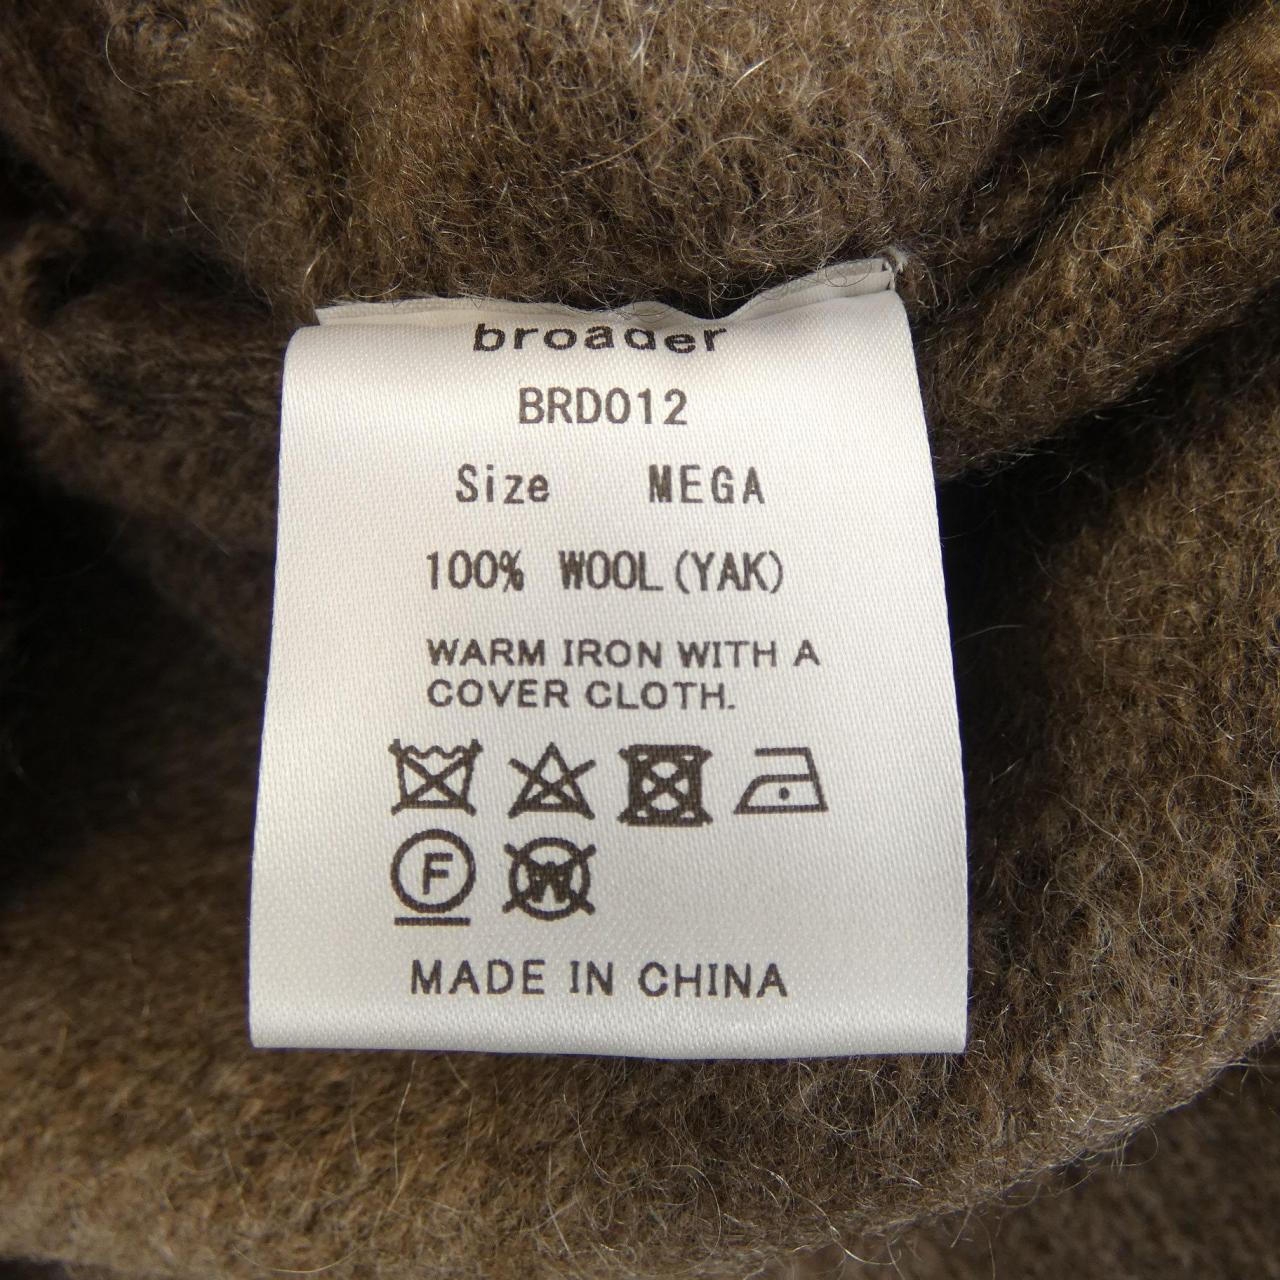 broader
BRD012
Size MEGA
100% WOOL(YAK)
WARM IRON WITH A
COVER CLOTH.
F
W
MADE IN CHINA